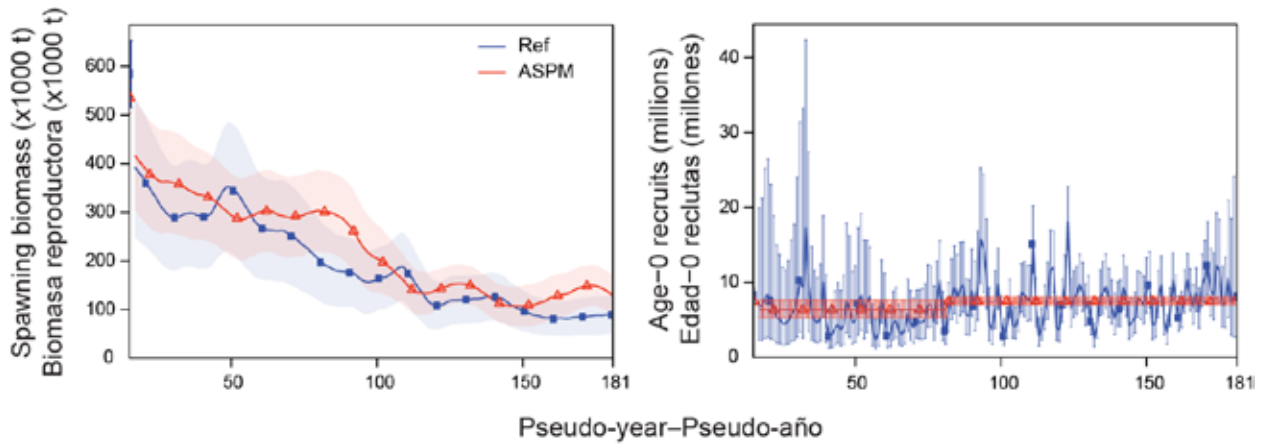 Spawning biomass (x1000 t)
Biomasa reproductora (x1000 t)
600
500
400
300
200
100
0
50
100
150
181
Ref
ASPM
Age−0 recruits (millions)
Edad−0 reclutas (millones)
40
30
20
10
0
50
100
150
181
Pseudo-year–Pseudo-año